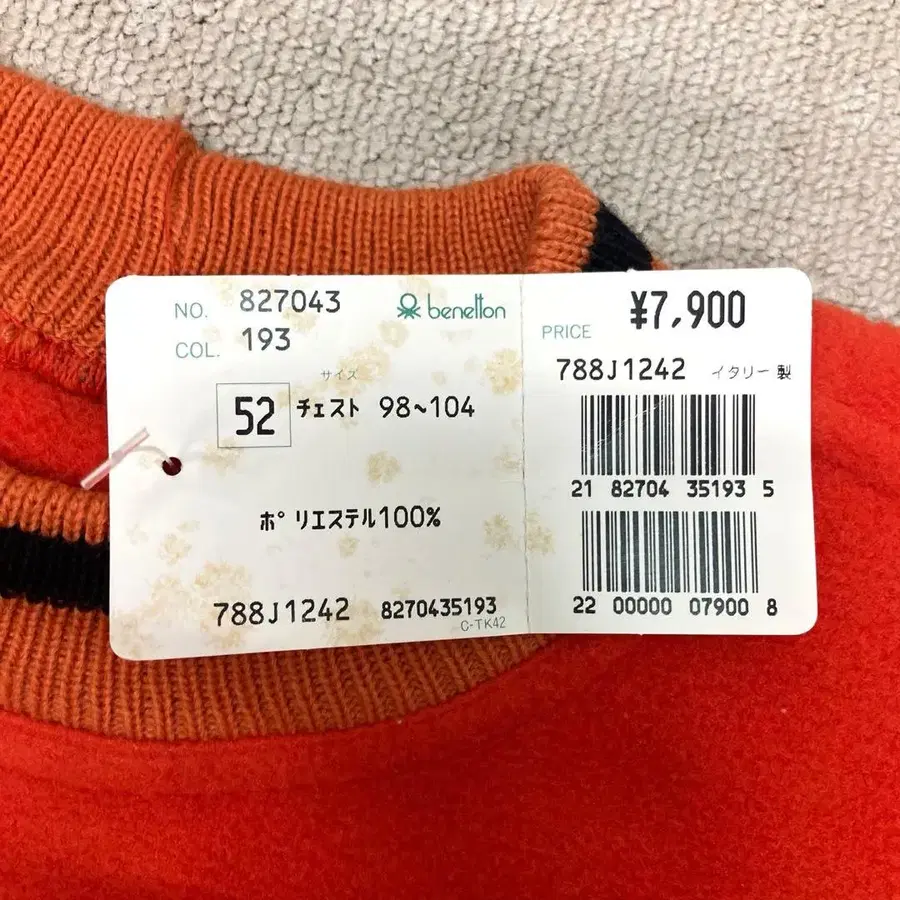 NO. 827043
COL. 193
benetton
サイズ
52 チェスト 98~104
ポリエステル100%
788J1242 8270435193
C-TK42
PRICE ¥7,900
788J1242 イタリー製
21 82704 35193 5
22 00000 07900 8